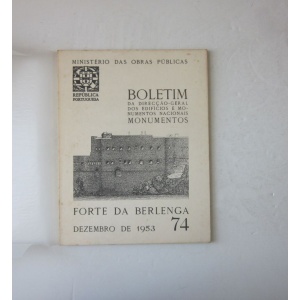 MINISTÉRIO DAS OBRAS PÚBLICAS
REPÚBLICA
PORTUGUESA
BOLETIM
DA DIRECÇÃO-GERAL
DOS EDIFÍCIOS E MO-
NUMENTOS NACIONAIS
MONUMENTOS
FORTE DA BERLENGA
DEZEMBRO DE 1953 74